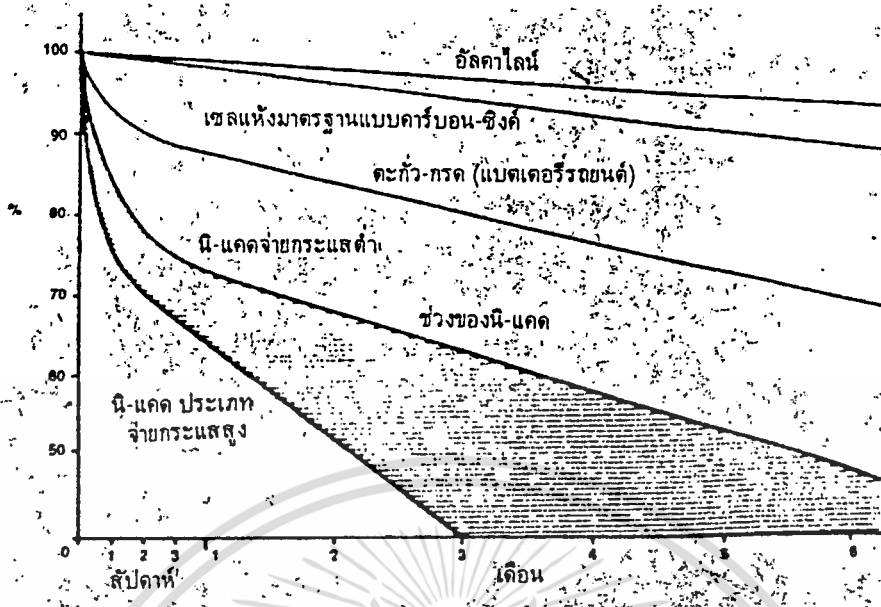 100
อัลคาไลน์
เซลแห้งมาตรฐานแบบคาร์บอน-ซิงค์
90
ตะกั่ว-กรด (แบตเตอรี่รถยนต์)
%
80
นิ-แคดจ่ายกระแสต่ำ
70
ช่วงของนิ-แคด
60
นิ-แคด ประเภท
จ่ายกระแสสูง
50
0 1 2 3 1 2 3 4 5 6
สัปดาห์ เดือน